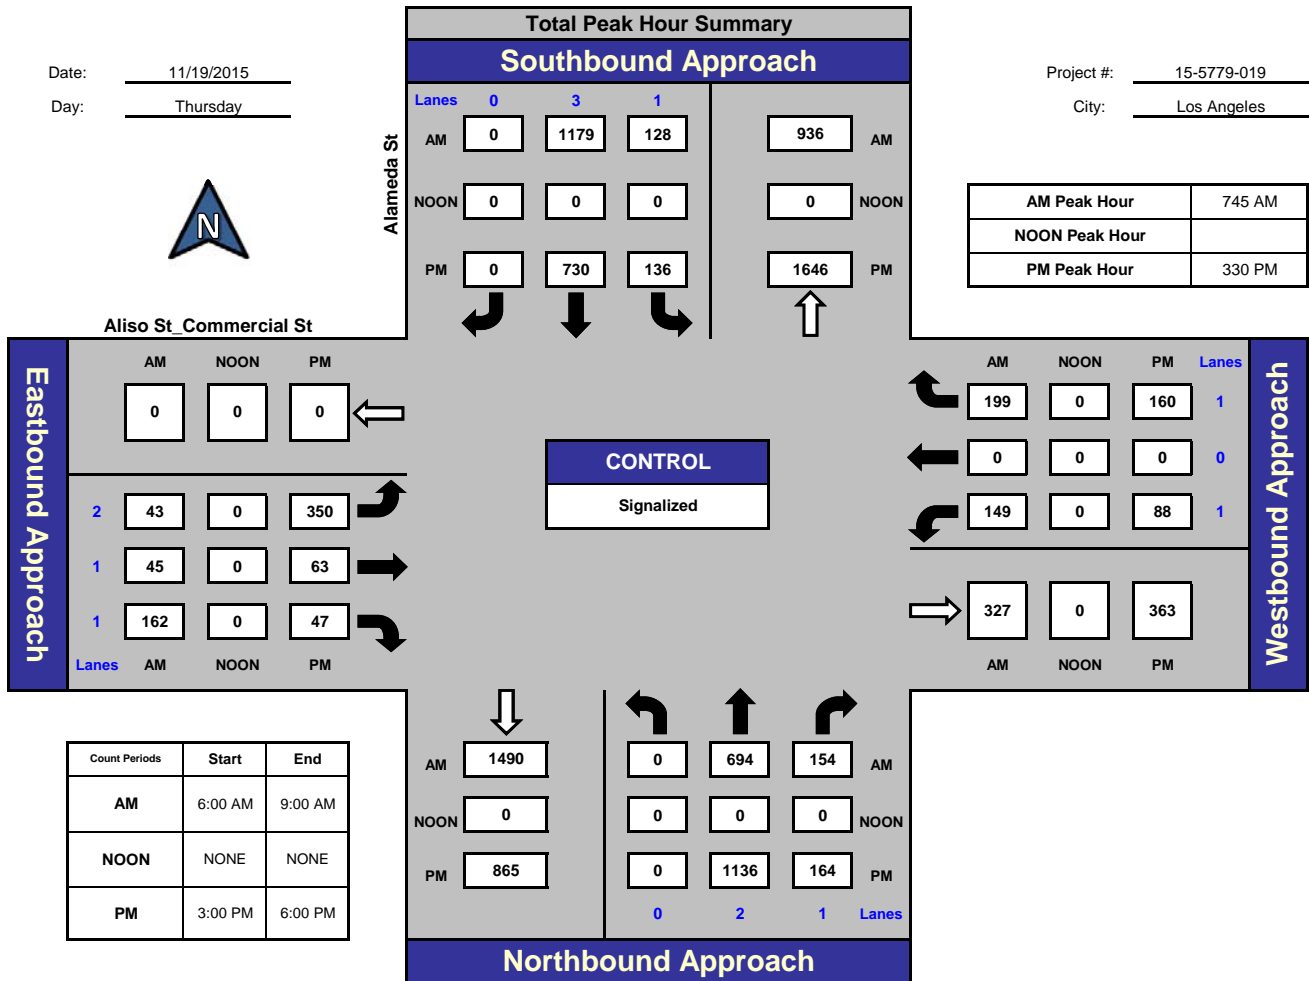 Total Peak Hour Summary
Southbound Approach
Date: 11/19/2015
Day: Thursday
Project #: 15-5779-019
City: Los Angeles
N
Alameda St
Lanes 0 3 1
AM 0 1179 128 936 AM
NOON 0 0 0 0 NOON
PM 0 730 136 1646 PM
AM Peak Hour 745 AM
NOON Peak Hour
PM Peak Hour 330 PM
Aliso St_Commercial St
Eastbound Approach
AM NOON PM
0 0 0
2 43 0 350
1 45 0 63
1 162 0 47
Lanes AM NOON PM
CONTROL
Signalized
AM NOON PM Lanes
199 0 160 1
0 0 0 0
149 0 88 1
327 0 363
AM NOON PM
Westbound Approach
Count Periods Start End
AM 6:00 AM 9:00 AM
NOON NONE NONE
PM 3:00 PM 6:00 PM
AM 1490 0 694 154 AM
NOON 0 0 0 0 NOON
PM 865 0 1136 164 PM
0 2 1 Lanes
Northbound Approach